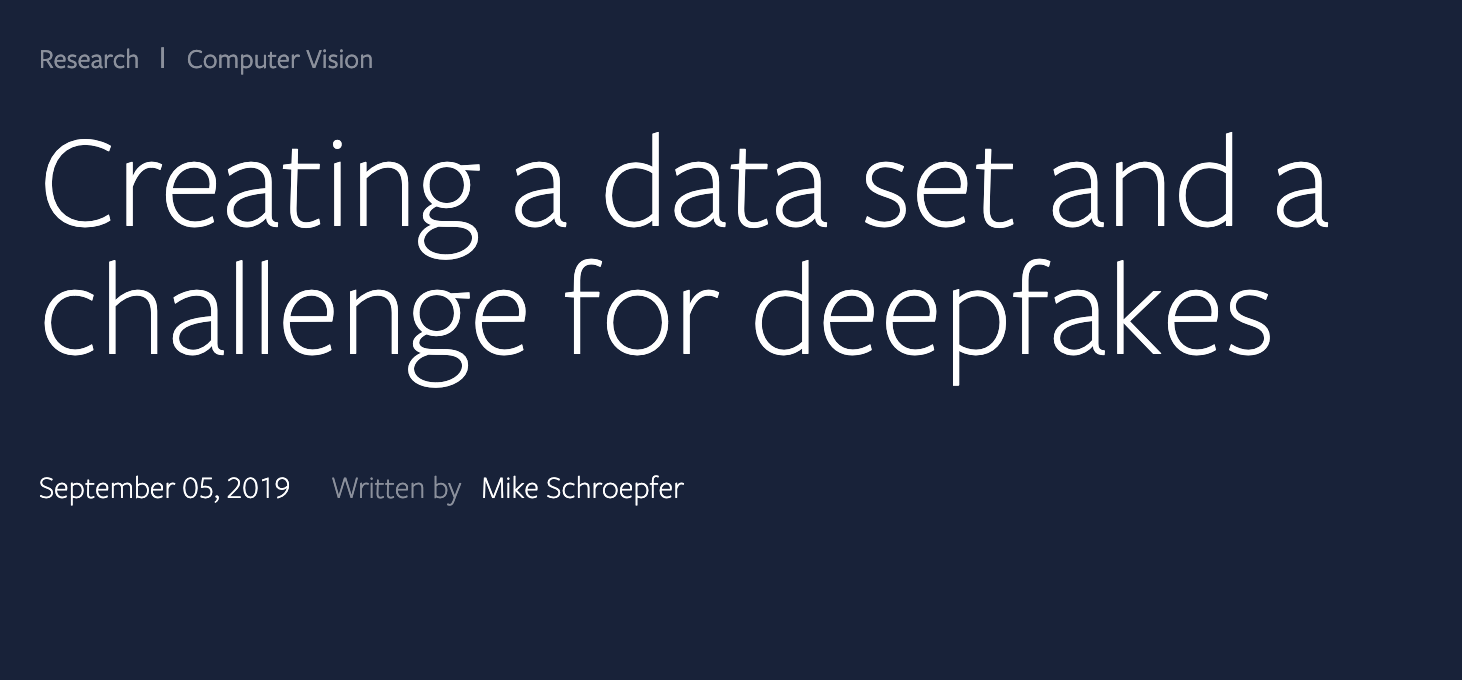 Research | Computer Vision
Creating a data set and a
challenge for deepfakes
September 05, 2019 Written by Mike Schroepfer